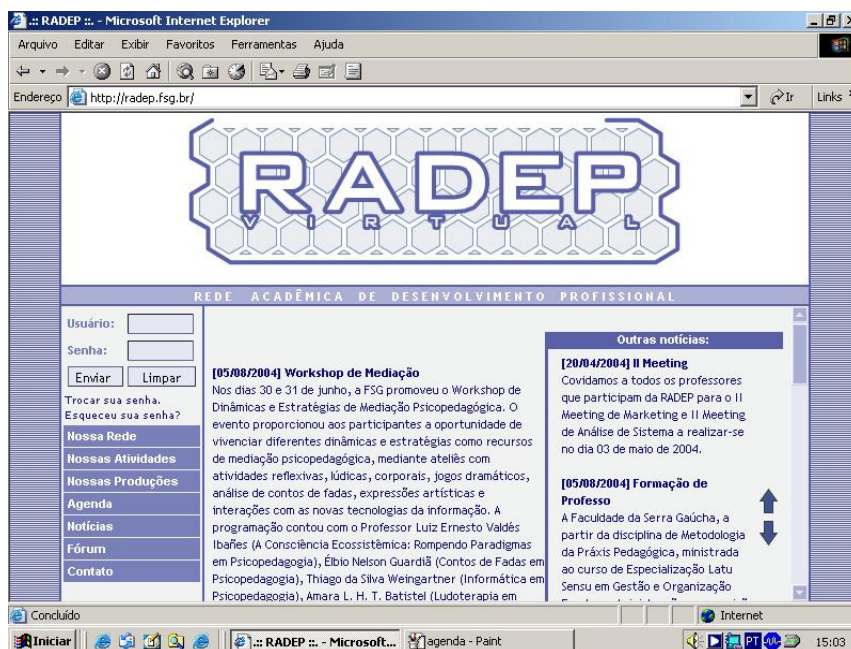 .:: RADEP ::. - Microsoft Internet Explorer
Arquivo Editar Exibir Favoritos Ferramentas Ajuda
Endereço http://radep.fsg.br/ Ir Links
RADEP
VIRTUAL
REDE ACADÊMICA DE DESENVOLVIMENTO PROFISSIONAL
Usuário:
Senha:
Enviar Limpar
Trocar sua senha.
Esqueceu sua senha?
Nossa Rede
Nossas Atividades
Nossas Produções
Agenda
Notícias
Fórum
Contato
[05/08/2004] Workshop de Mediação
Nos dias 30 e 31 de junho, a FSG promoveu o Workshop de
Dinâmicas e Estratégias de Mediação Psicopedagógica. O
evento proporcionou aos participantes a oportunidade de
vivenciar diferentes dinâmicas e estratégias como recursos
de mediação psicopedagógica, mediante ateliês com
atividades reflexivas, lúdicas, corporais, jogos dramáticos,
análise de contos de fadas, expressões artísticas e
interações com as novas tecnologias da informação. A
programação contou com o Professor Luiz Ernesto Valdés
Ibañes (A Consciência Ecossistêmica: Rompendo Paradigmas
em Psicopedagogia), Élbio Nelson Guardiã (Contos de Fadas em
Psicopedagogia), Thiago da Silva Weingartner (Informática em
Psicopedagogia), Amara L. H. T. Batistel (Ludoterapia em
Outras notícias:
[20/04/2004] II Meeting
Covidamos a todos os professores
que participam da RADEP para o II
Meeting de Marketing e II Meeting
de Análise de Sistema a realizar-se
no dia 03 de maio de 2004.
[05/08/2004] Formação de
Professo
A Faculdade da Serra Gaúcha, a
partir da disciplina de Metodologia
da Práxis Pedagógica, ministrada
ao curso de Especialização Latu
Sensu em Gestão e Organização
Concluído Internet
Iniciar .:: RADEP ::. - Microsoft... agenda - Paint PT 15:03